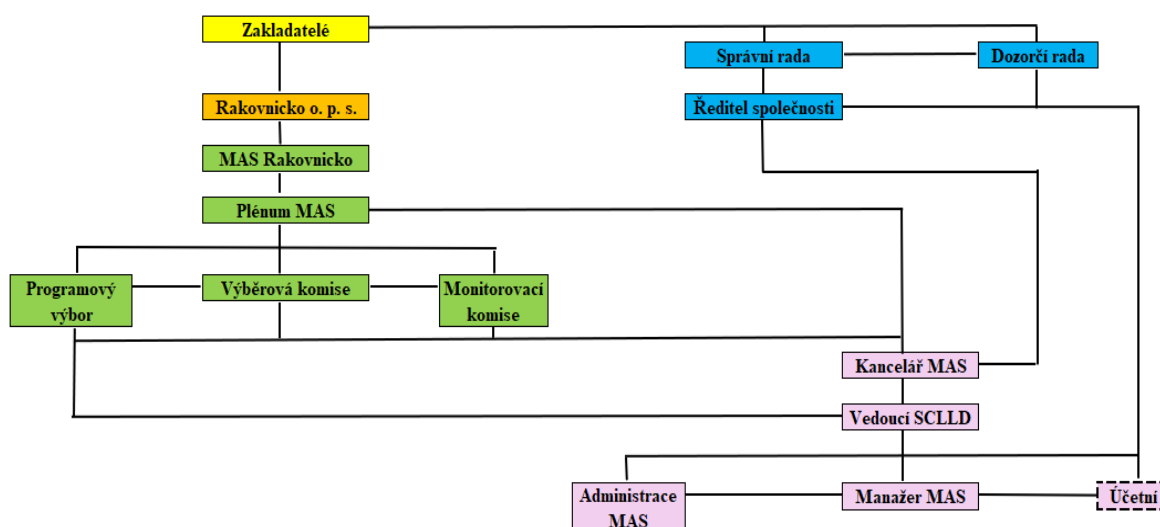 Zakladatelé
Správní rada
Dozorčí rada
Rakovnicko o. p. s.
Ředitel společnosti
MAS Rakovnicko
Plénum MAS
Programový
výbor
Výběrová komise
Monitorovací
komise
Kancelář MAS
Vedoucí SCLLD
Administrace
MAS
Manažer MAS
Účetní